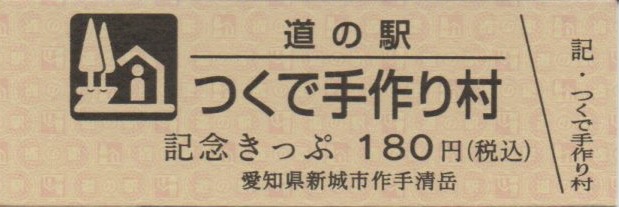 道の駅
つくで手作り村
記念きっぷ 180円(税込)
愛知県新城市作手清岳
記・つくで手作り村